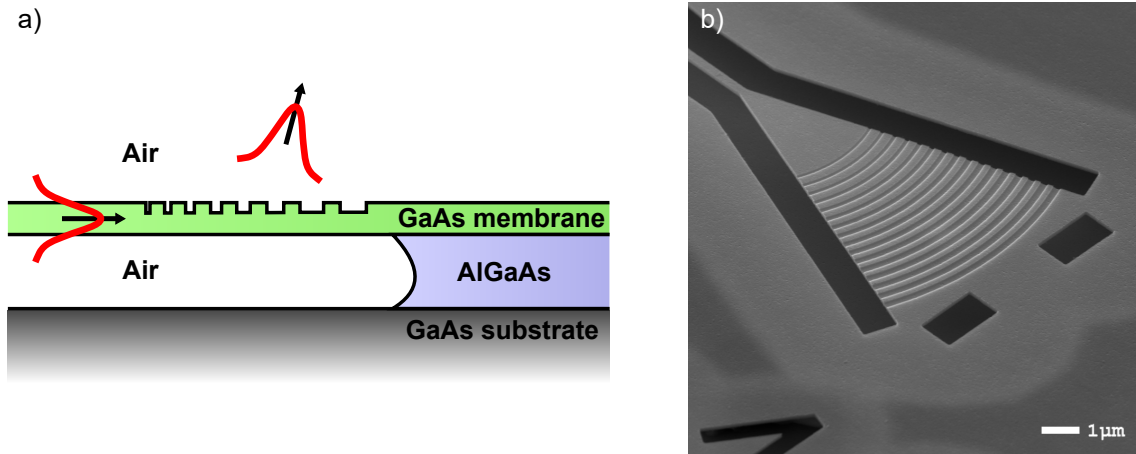 a)
Air
GaAs membrane
Air
AlGaAs
GaAs substrate
b)
1μm